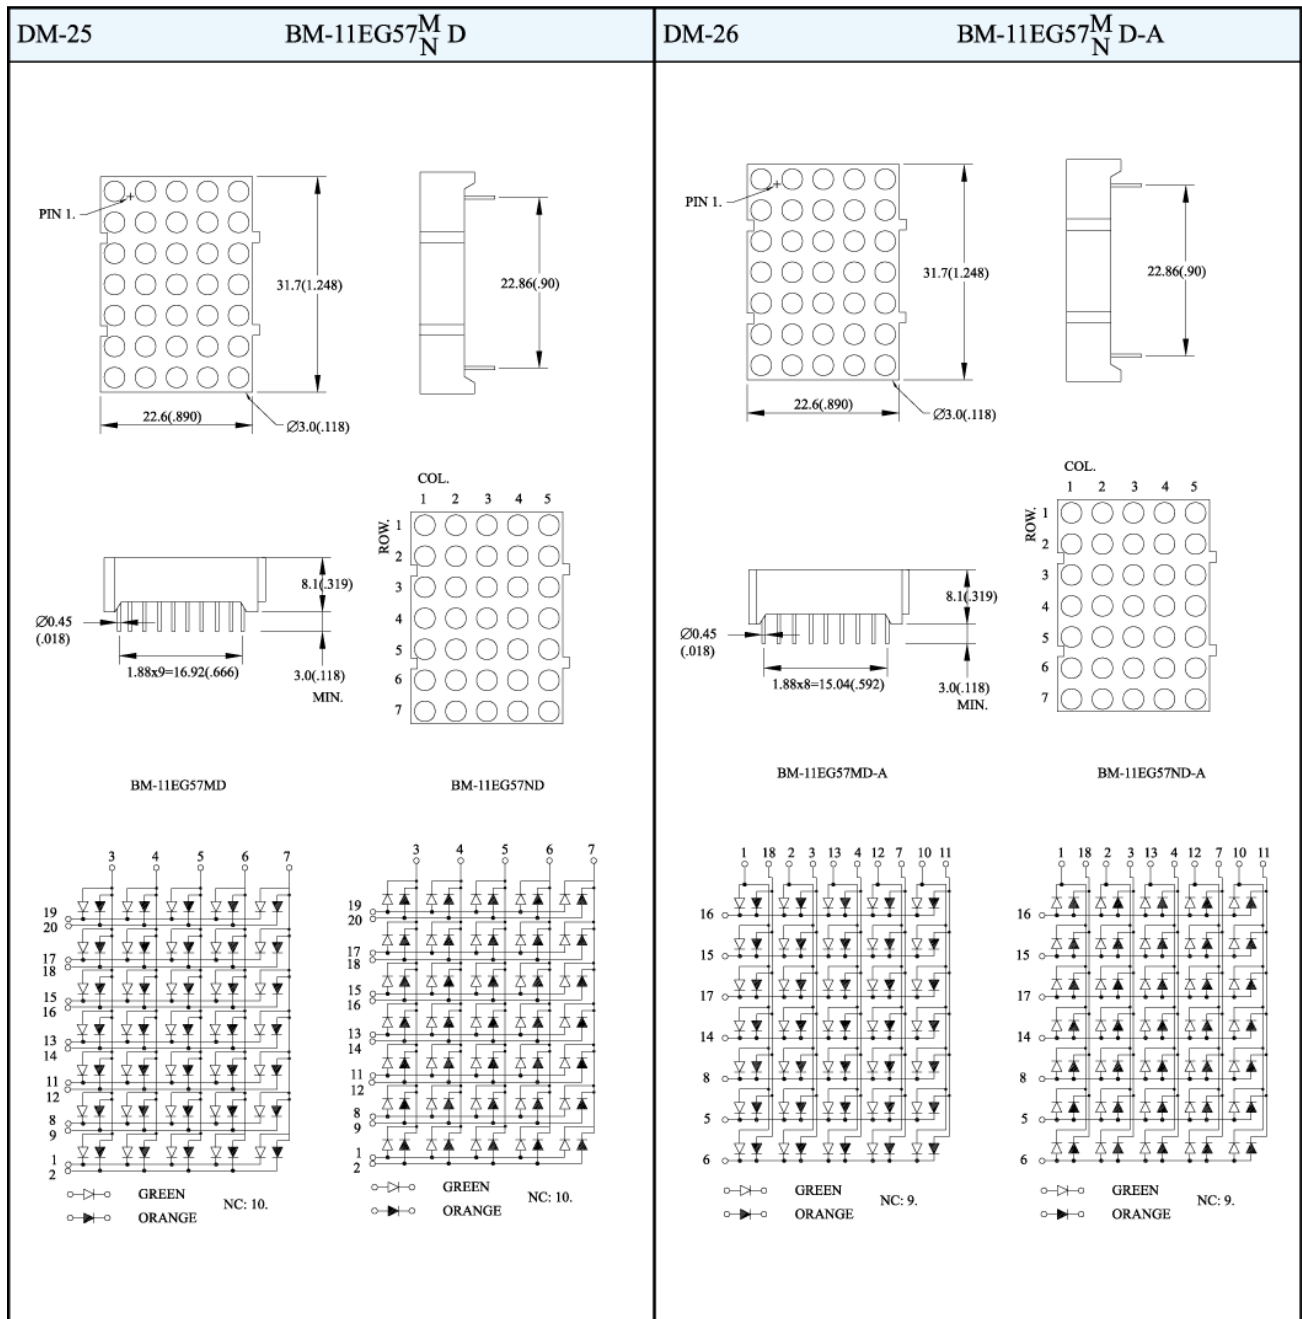 DM-25
BM-11EG57 M/N D
DM-26
BM-11EG57 M/N D-A
PIN 1.
31.7(1.248)
22.86(.90)
22.6(.890)
Ø3.0(.118)
COL.
1 2 3 4 5
ROW.
1
2
3
4
5
6
7
8.1(.319)
Ø0.45
(.018)
1.88x9=16.92(.666)
3.0(.118)
MIN.
BM-11EG57MD
BM-11EG57ND
3 4 5 6 7
19
20
17
18
15
16
13
14
11
12
8
9
1
2
GREEN
ORANGE
NC: 10.
3 4 5 6 7
19
20
17
18
15
16
13
14
11
12
8
9
1
2
GREEN
ORANGE
NC: 10.
PIN 1.
31.7(1.248)
22.86(.90)
22.6(.890)
Ø3.0(.118)
COL.
1 2 3 4 5
ROW.
1
2
3
4
5
6
7
8.1(.319)
Ø0.45
(.018)
1.88x8=15.04(.592)
3.0(.118)
MIN.
BM-11EG57MD-A
BM-11EG57ND-A
1 18 2 3 13 4 12 7 10 11
16
15
17
14
8
5
6
GREEN
ORANGE
NC: 9.
1 18 2 3 13 4 12 7 10 11
16
15
17
14
8
5
6
GREEN
ORANGE
NC: 9.